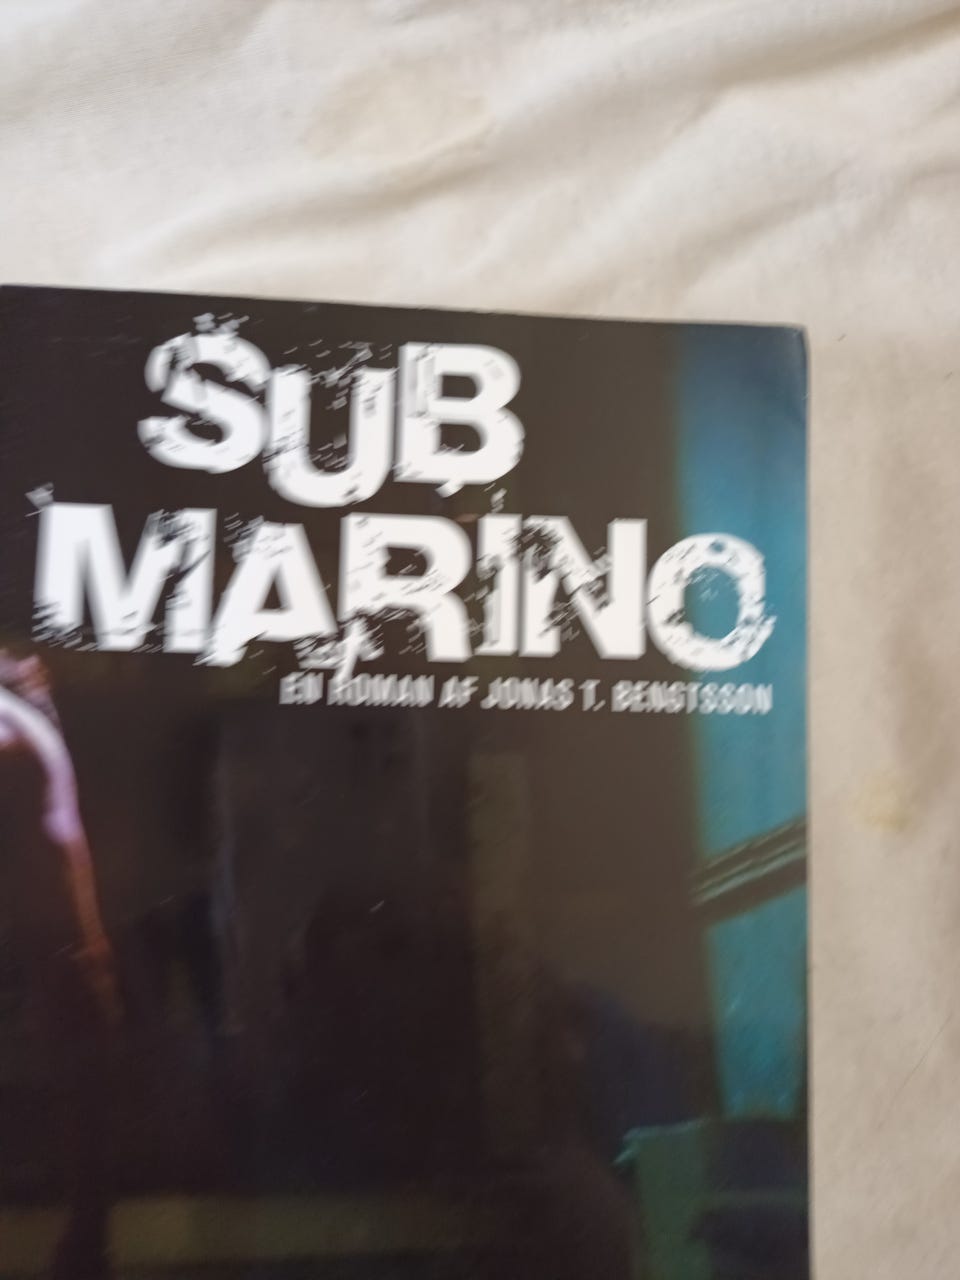 SUB
MARINO
EN ROMAN AF JONAS T. BENGTSSON